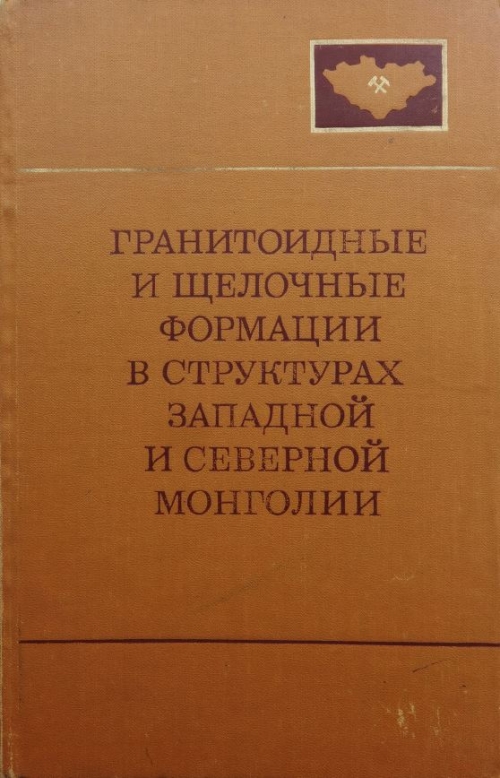 ГРАНИТОИДНЫЕ
И ЩЕЛОЧНЫЕ
ФОРМАЦИИ
В СТРУКТУРАХ
ЗАПАДНОЙ
И СЕВЕРНОЙ
МОНГОЛИИ